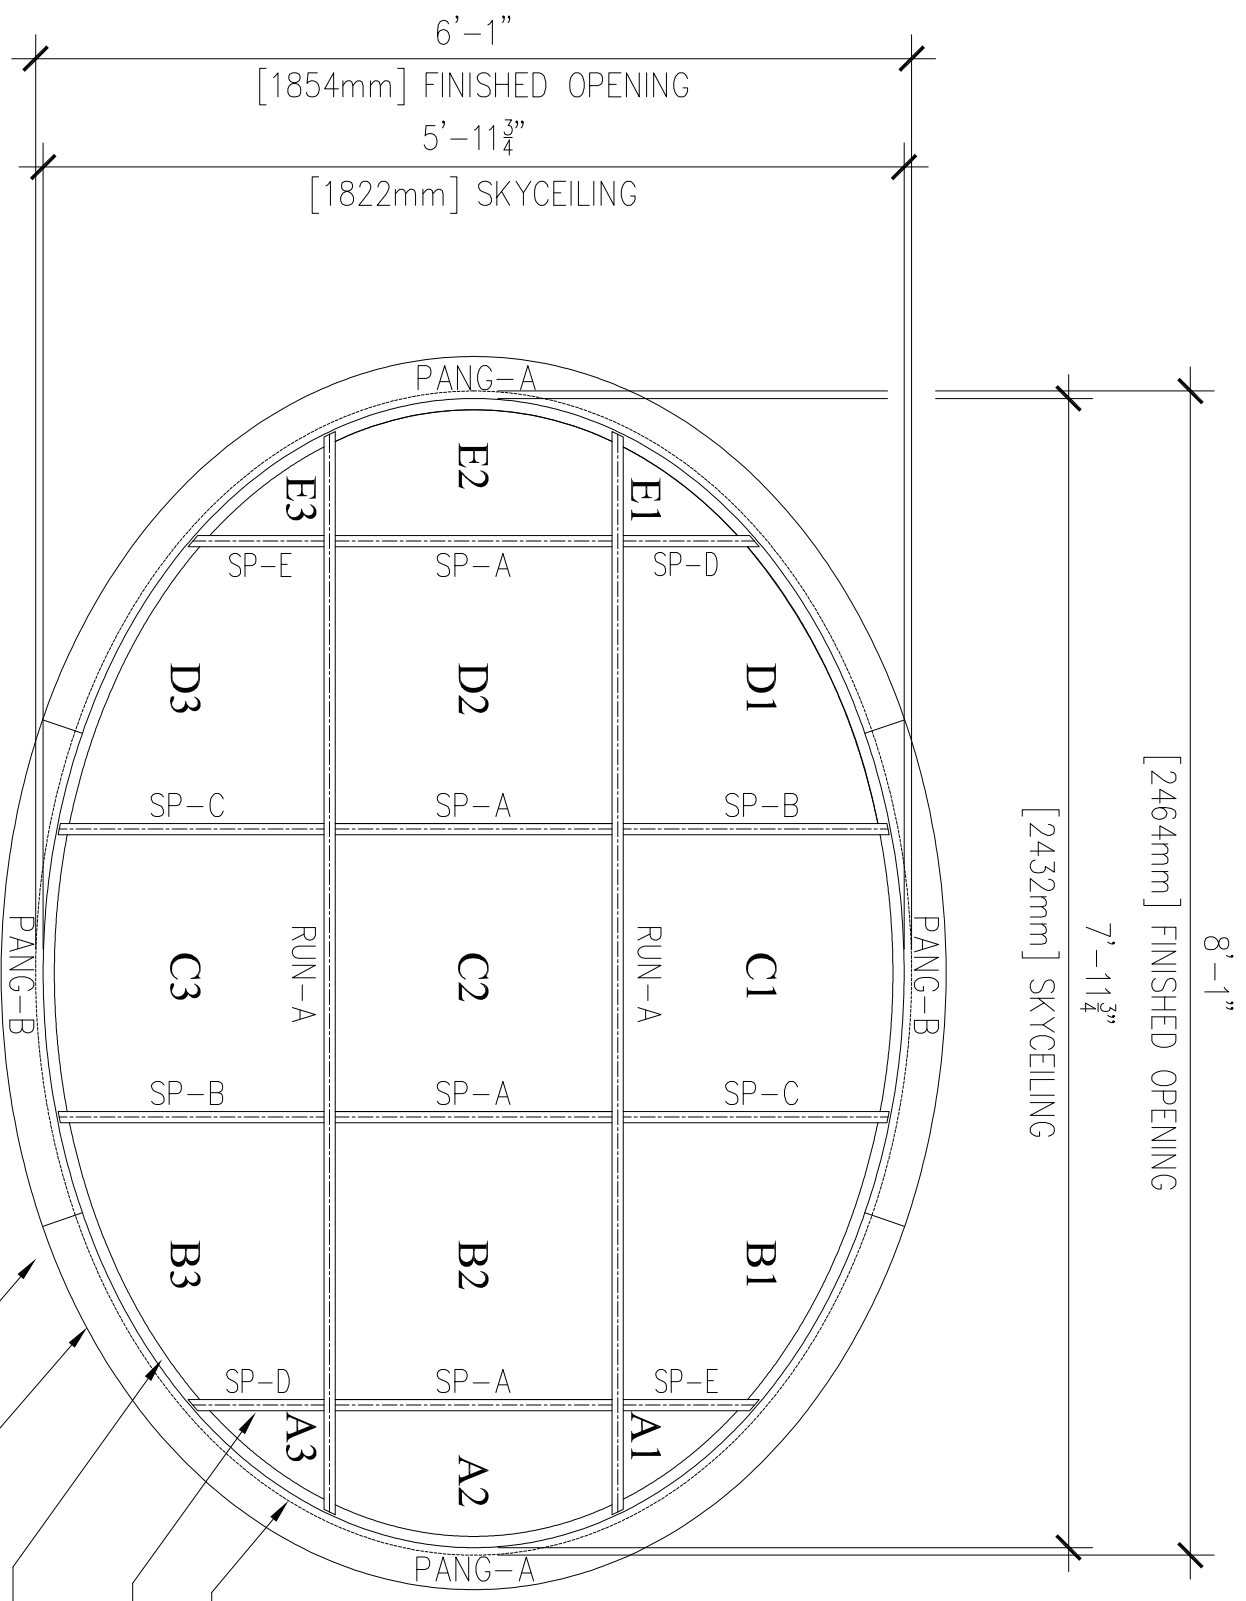 6'-1"
[1854mm] FINISHED OPENING
5'-11¾"
[1822mm] SKYCEILING
8'-1"
[2464mm] FINISHED OPENING
7'-11¾"
[2432mm] SKYCEILING
PANG-A
E3 E2 E1
SP-E SP-A SP-D
D3 D2 D1
SP-C SP-A SP-B
PANG-B RUN-A RUN-A PANG-B
C3 C2 C1
SP-B SP-A SP-C
B3 B2 B1
SP-D SP-A SP-E
A3 A2 A1
PANG-A